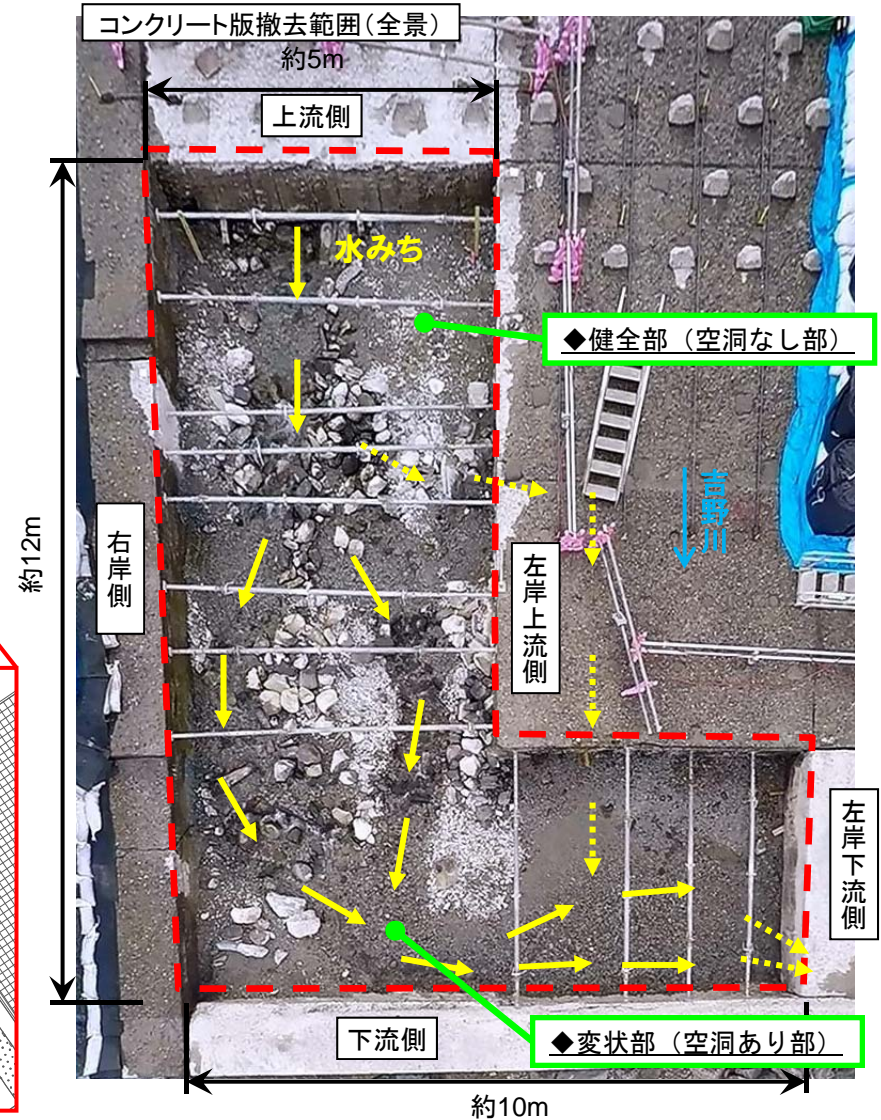 コンクリート版撤去範囲（全景）
約5m
上流側
水みち
◆健全部（空洞なし部）
吉野川
約12m
右岸側
左岸上流側
左岸下流側
下流側
◆変状部（空洞あり部）
約10m